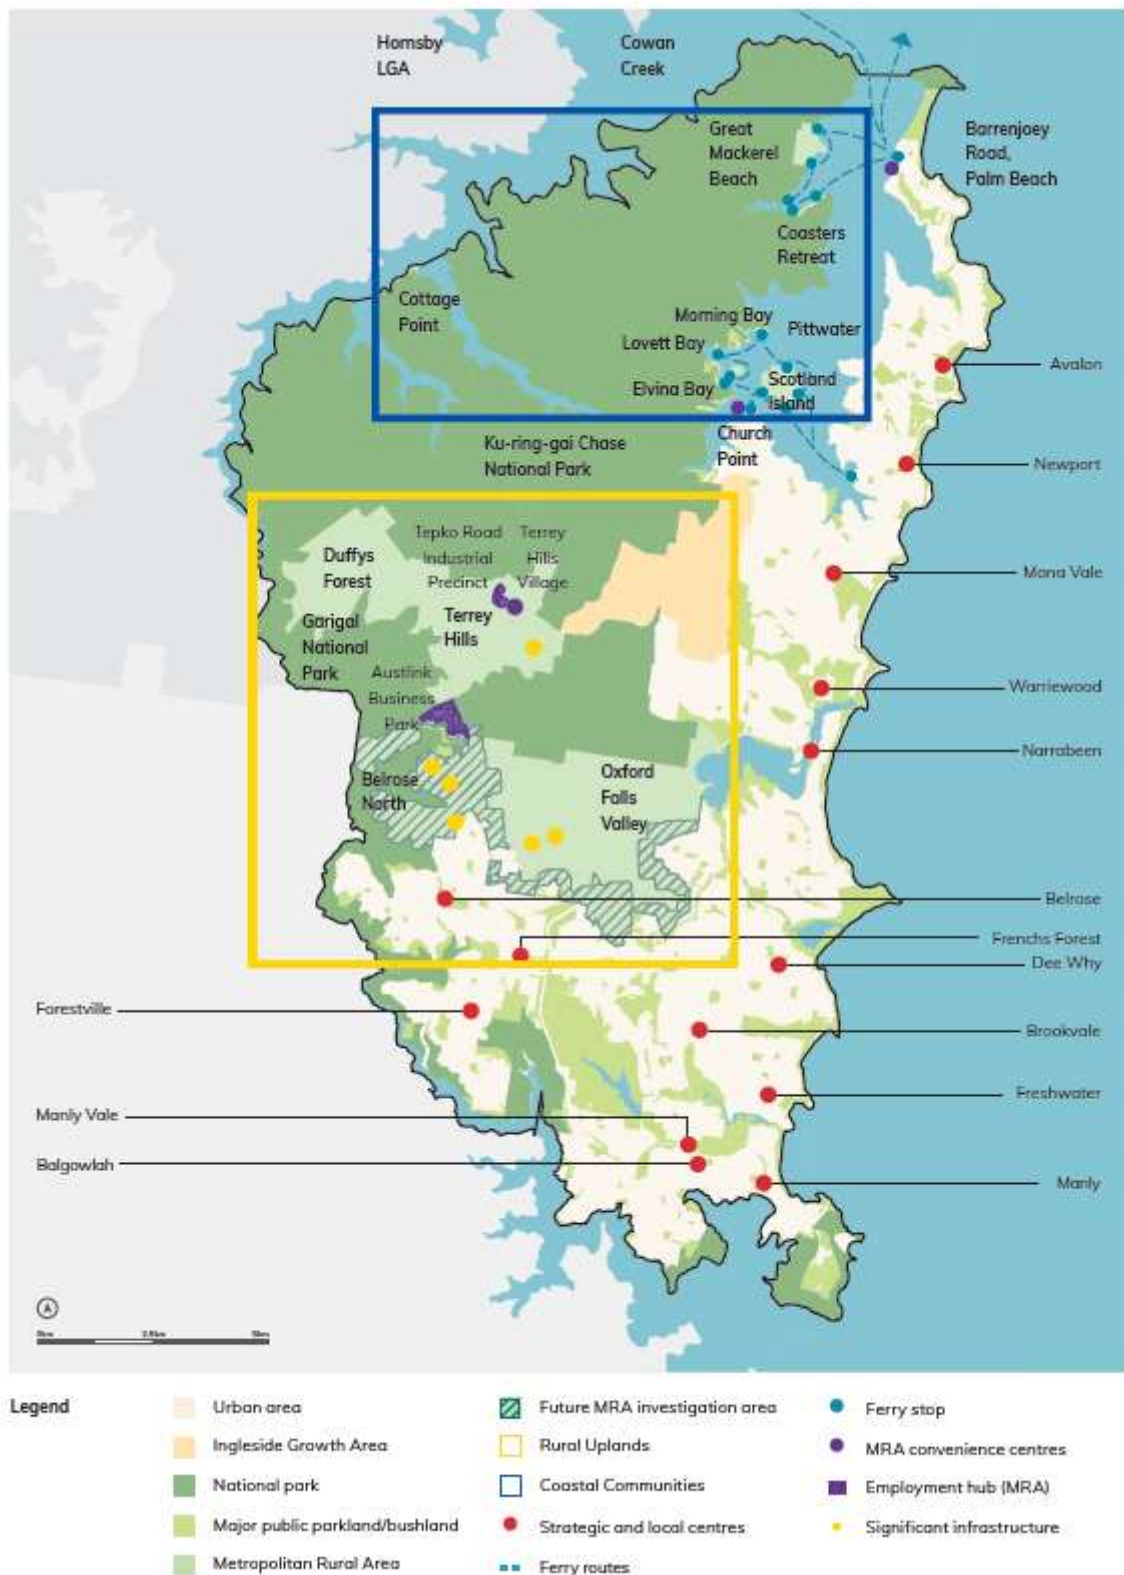 Hornsby
LGA
Cowan
Creek
Great
Mackerel
Beach
Barrenjoey
Road,
Palm Beach
Coasters
Retreat
Cottage
Point
Morning Bay
Pittwater
Lovett Bay
Elvina Bay
Scotland
Island
Avalon
Church
Point
Ku-ring-gai Chase
National Park
Newport
Tepko Road
Industrial
Precinct
Terrey
Hills
Village
Duffys
Forest
Mona Vale
Terrey
Hills
Garigal
National
Park
Austlink
Business
Park
Warriewood
Narrabeen
Belrose
North
Oxford
Falls
Valley
Belrose
Frenchs Forest
Dee Why
Forestville
Brookvale
Freshwater
Manly Vale
Balgowlah
Manly
A
0km 2.5km 5km
Legend
Urban area
Ingleside Growth Area
National park
Major public parkland/bushland
Metropolitan Rural Area
Future MRA investigation area
Rural Uplands
Coastal Communities
Strategic and local centres
Ferry routes
Ferry stop
MRA convenience centres
Employment hub (MRA)
Significant infrastructure